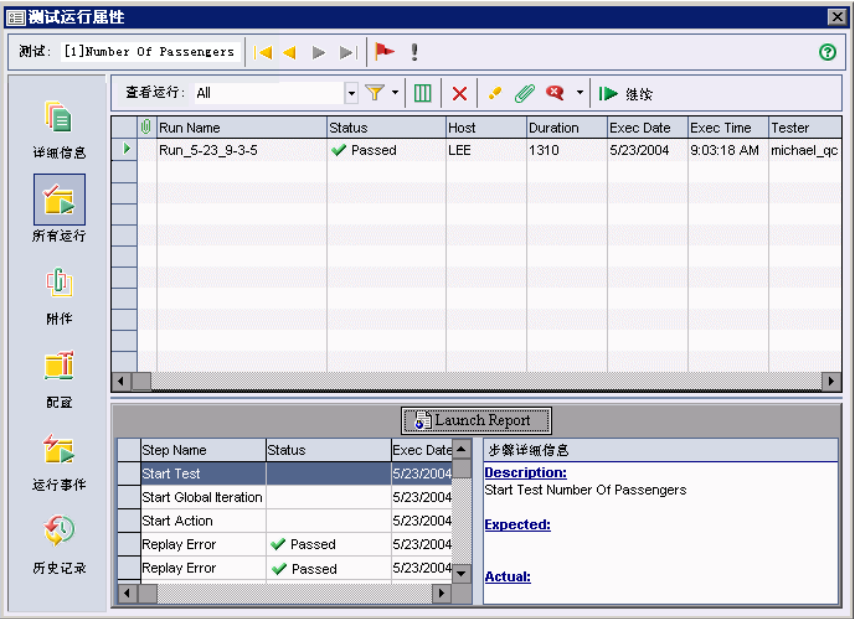 测试运行属性
测试: [1]Number Of Passengers
查看运行: All 继续
Run Name Status Host Duration Exec Date Exec Time Tester
Run_5-23_9-3-5 Passed LEE 1310 5/23/2004 9:03:18 AM michael_qc
详细信息
所有运行
附件
配置
运行事件
历史记录
Launch Report
Step Name Status Exec Date
Start Test 5/23/2004
Start Global Iteration 5/23/2004
Start Action 5/23/2004
Replay Error Passed 5/23/2004
Replay Error Passed 5/23/2004
步骤详细信息
Description:
Start Test Number Of Passengers
Expected:
Actual: